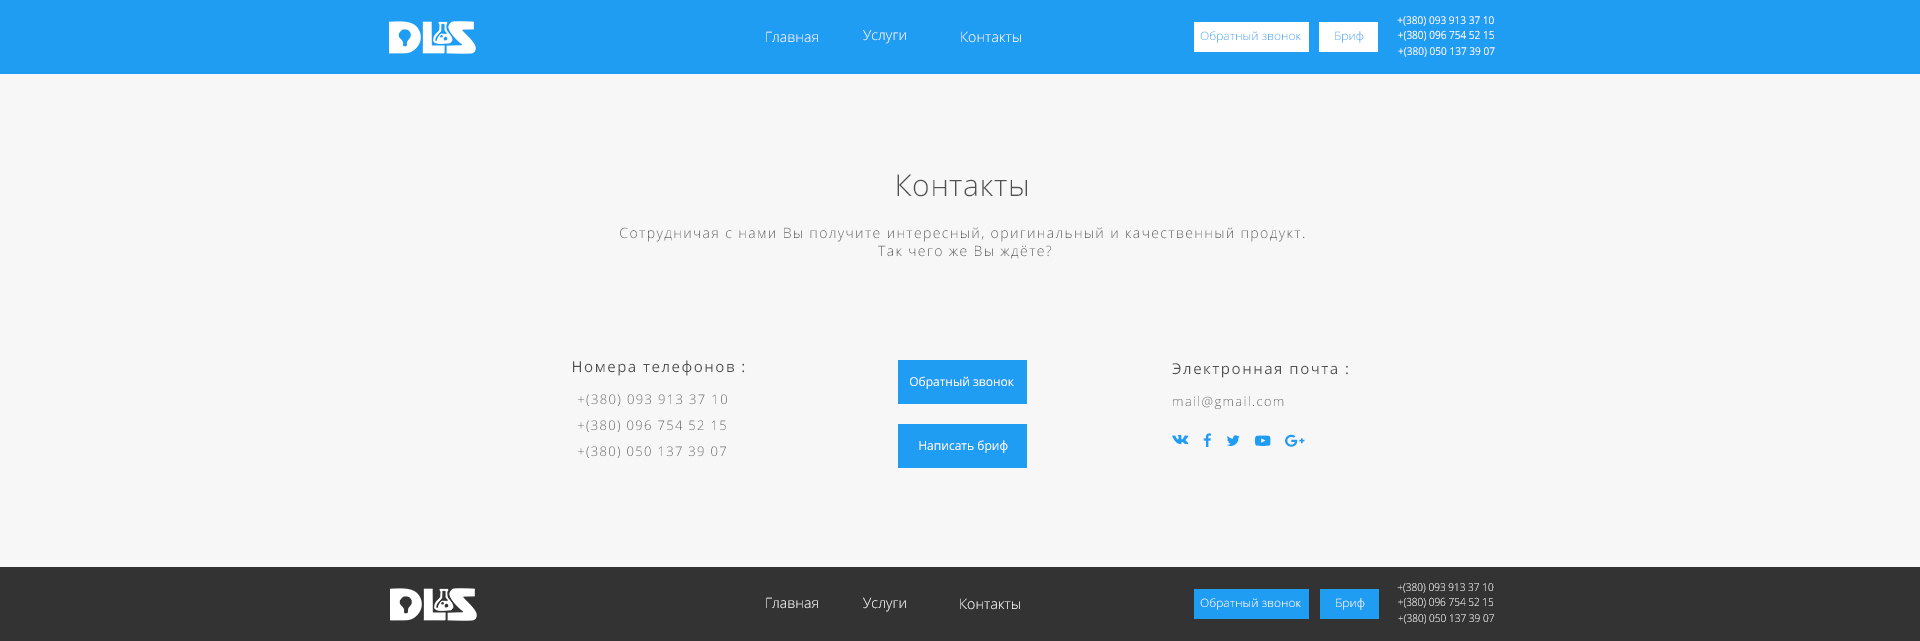 DLS
Главная
Услуги
Контакты
Обратный звонок
Бриф
+(380) 093 913 37 10
+(380) 096 754 52 15
+(380) 050 137 39 07
Контакты
Сотрудничая с нами Вы получите интересный, оригинальный и качественный продукт.
Так чего же Вы ждёте?
Номера телефонов :
+(380) 093 913 37 10
+(380) 096 754 52 15
+(380) 050 137 39 07
Обратный звонок
Написать бриф
Электронная почта :
mail@gmail.com
DLS
Главная
Услуги
Контакты
Обратный звонок
Бриф
+(380) 093 913 37 10
+(380) 096 754 52 15
+(380) 050 137 39 07